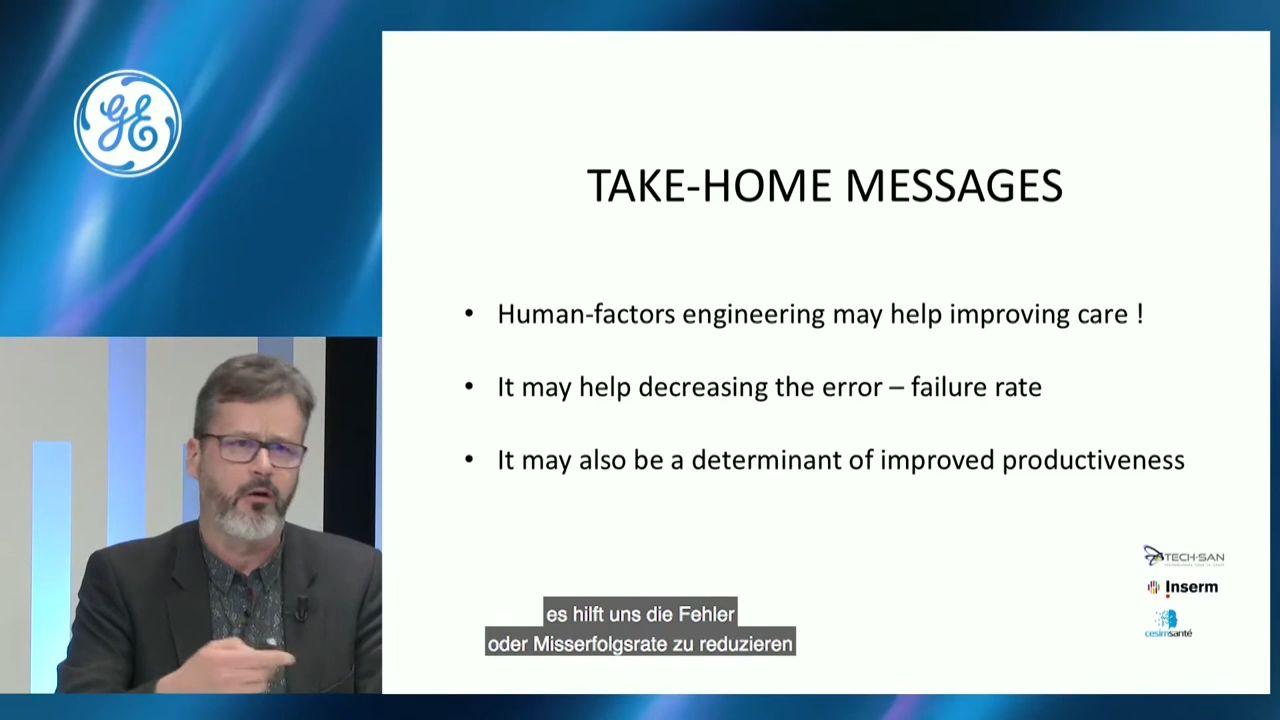 GE
TAKE-HOME MESSAGES
• Human-factors engineering may help improving care !
• It may help decreasing the error – failure rate
• It may also be a determinant of improved productiveness
TECH-SAN
Inserm
cesimsanté
es hilft uns die Fehler
oder Misserfolgsrate zu reduzieren